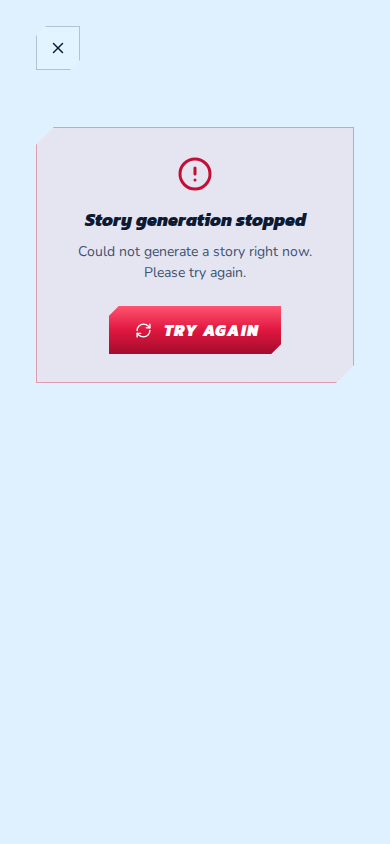 Story generation stopped
Could not generate a story right now.
Please try again.
TRY AGAIN